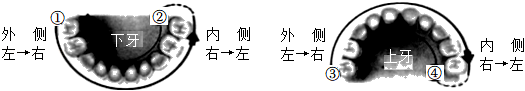 ① ②
外 侧
左→右
下牙
内 侧
右→左
外 侧
左→右
上牙
内 侧
右→左
③ ④